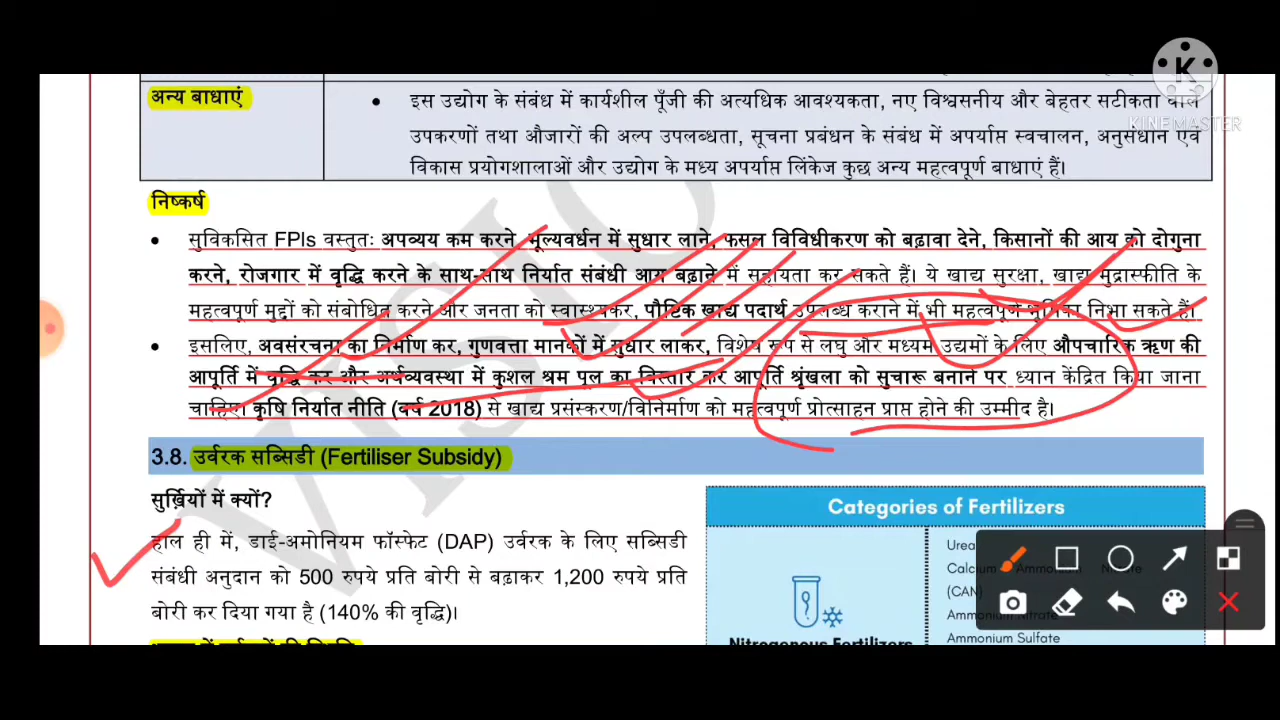 K
KINEMASTER
अन्य बाधाएं
• इस उद्योग के संबंध में कार्यशील पूँजी की अत्यधिक आवश्यकता, नए विश्वसनीय और बेहतर सटीकता वाले
उपकरणों तथा औजारों की अल्प उपलब्धता, सूचना प्रबंधन के संबंध में अपर्याप्त स्वचालन, अनुसंधान एवं
विकास प्रयोगशालाओं और उद्योग के मध्य अपर्याप्त लिंकेज कुछ अन्य महत्वपूर्ण बाधाएं हैं।
निष्कर्ष
• सुविकसित FPIs वस्तुतः अपव्यय कम करने, मूल्यवर्धन में सुधार लाने, फसल विविधीकरण को बढ़ावा देने, किसानों की आय को दोगुना
करने, रोजगार में वृद्धि करने के साथ-साथ निर्यात संबंधी आय बढ़ाने में सहायता कर सकते हैं। ये खाद्य सुरक्षा, खाद्य मुद्रास्फीति के
महत्वपूर्ण मुद्दों को संबोधित करने और जनता को स्वास्थ्यकर, पौष्टिक खाद्य पदार्थ उपलब्ध कराने में भी महत्वपूर्ण भूमिका निभा सकते हैं।
• इसलिए, अवसंरचना का निर्माण कर, गुणवत्ता मानकों में सुधार लाकर, विशेष रूप से लघु और मध्यम उद्यमों के लिए औपचारिक ऋण की
आपूर्ति में वृद्धि कर और अर्थव्यवस्था में कुशल श्रम पूल का विस्तार कर आपूर्ति श्रृंखला को सुचारू बनाने पर ध्यान केंद्रित किया जाना
चाहिए। कृषि निर्यात नीति (वर्ष 2018) से खाद्य प्रसंस्करण/विनिर्माण को महत्वपूर्ण प्रोत्साहन प्राप्त होने की उम्मीद है।
3.8. उर्वरक सब्सिडी (Fertiliser Subsidy)
सुर्ख़ियों में क्यों?
हाल ही में, डाई-अमोनियम फॉस्फेट (DAP) उर्वरक के लिए सब्सिडी
संबंधी अनुदान को 500 रुपये प्रति बोरी से बढ़ाकर 1,200 रुपये प्रति
बोरी कर दिया गया है (140% की वृद्धि)।
Categories of Fertilizers
Nitrogenous Fertilizers
Urea
Calcium Ammonium Nitrate
(CAN)
Ammonium Nitrate
Ammonium Sulfate
VISIO